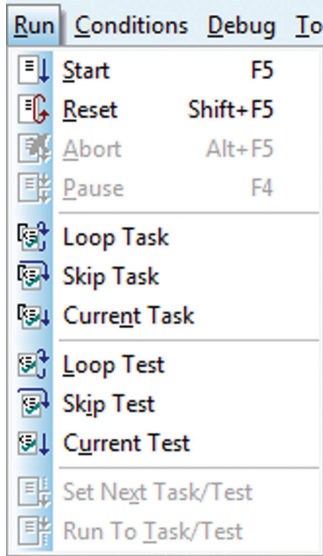 Run Conditions Debug To
Start F5
Reset Shift+F5
Abort Alt+F5
Pause F4
Loop Task
Skip Task
Current Task
Loop Test
Skip Test
Current Test
Set Next Task/Test
Run To Task/Test